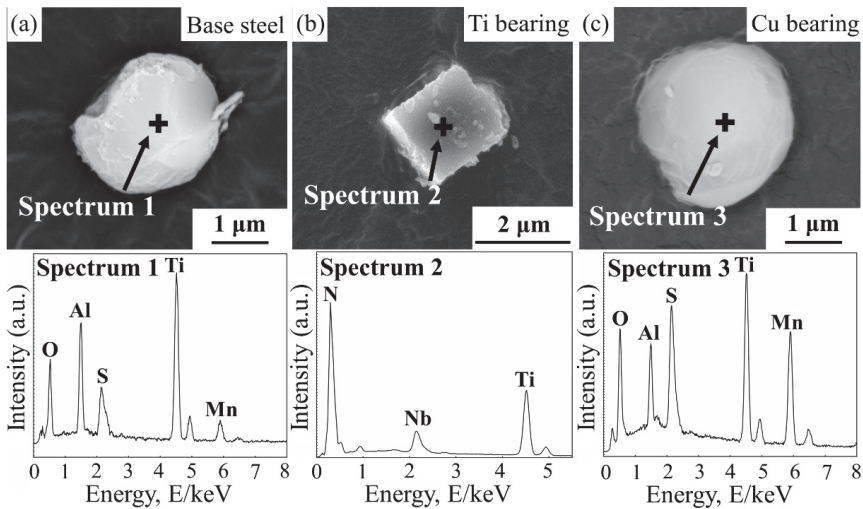 (a) Base steel
Spectrum 1
1 μm
(b) Ti bearing
Spectrum 2
2 μm
(c) Cu bearing
Spectrum 3
1 μm
Spectrum 1
Ti
Al
O
S
Mn
Intensity (a.u.)
0 1 2 3 4 5 6 7 8
Energy, E/keV
Spectrum 2
N
Nb
Ti
Intensity (a.u.)
0 1 2 3 4 5
Energy, E/keV
Spectrum 3
Ti
S
O
Al
Mn
Intensity (a.u.)
0 1 2 3 4 5 6 7 8
Energy, E/keV